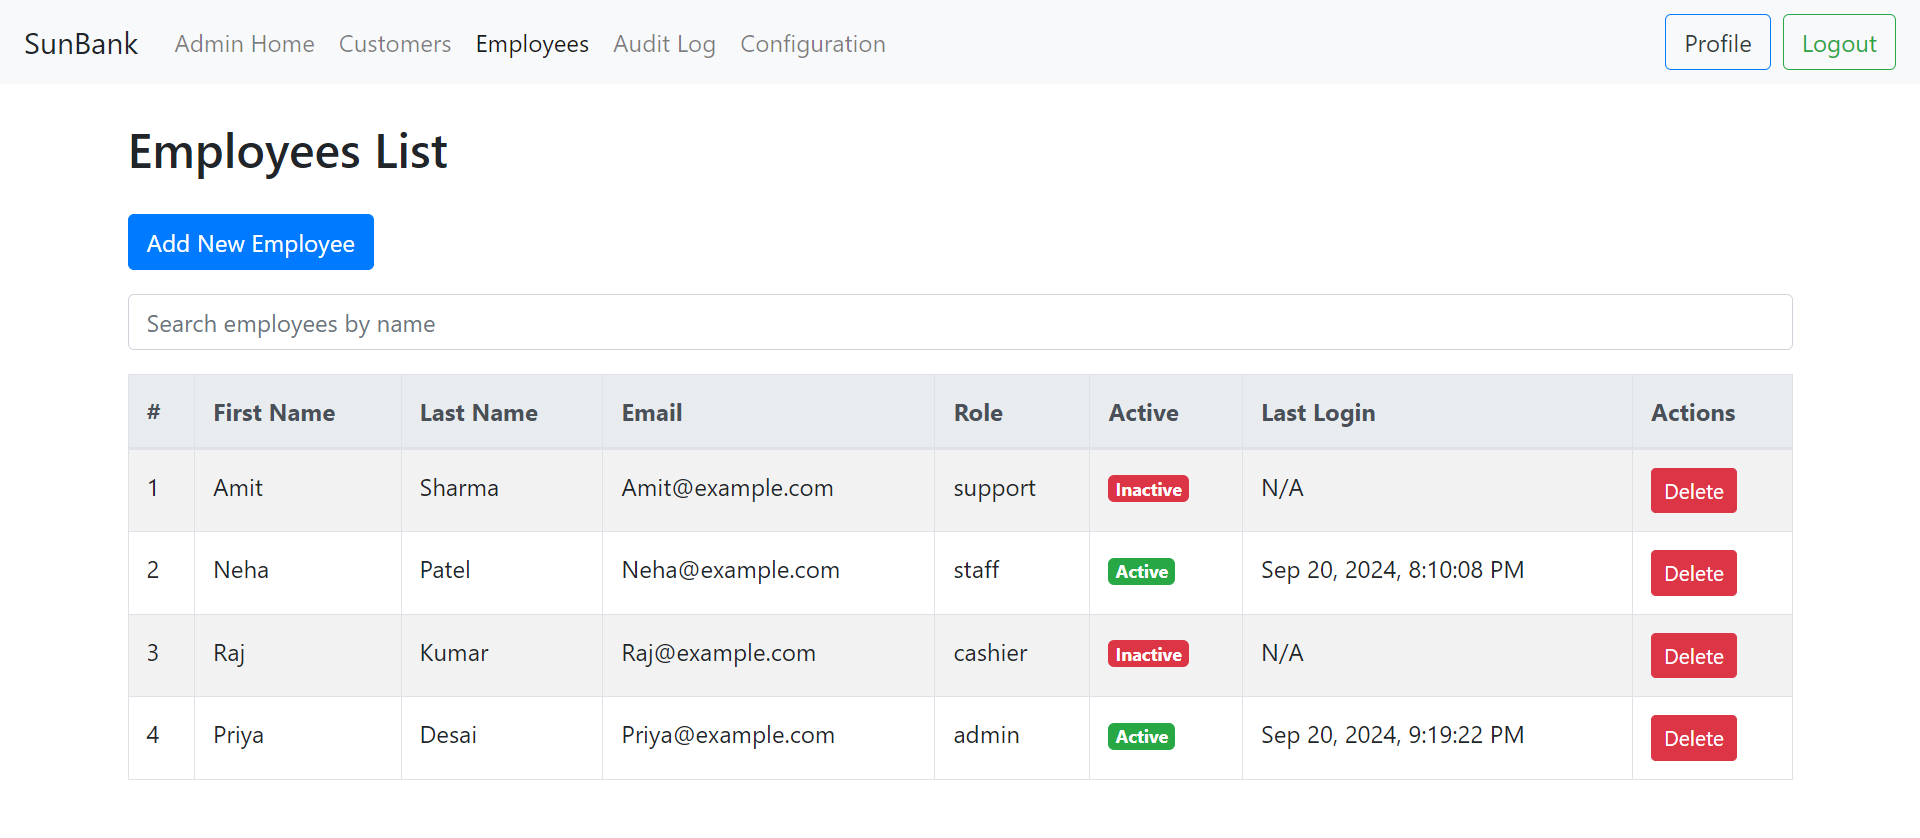 SunBank Admin Home Customers Employees Audit Log Configuration Profile Logout
Employees List
Add New Employee
Search employees by name
# First Name Last Name Email Role Active Last Login Actions
1 Amit Sharma Amit@example.com support Inactive N/A Delete
2 Neha Patel Neha@example.com staff Active Sep 20, 2024, 8:10:08 PM Delete
3 Raj Kumar Raj@example.com cashier Inactive N/A Delete
4 Priya Desai Priya@example.com admin Active Sep 20, 2024, 9:19:22 PM Delete